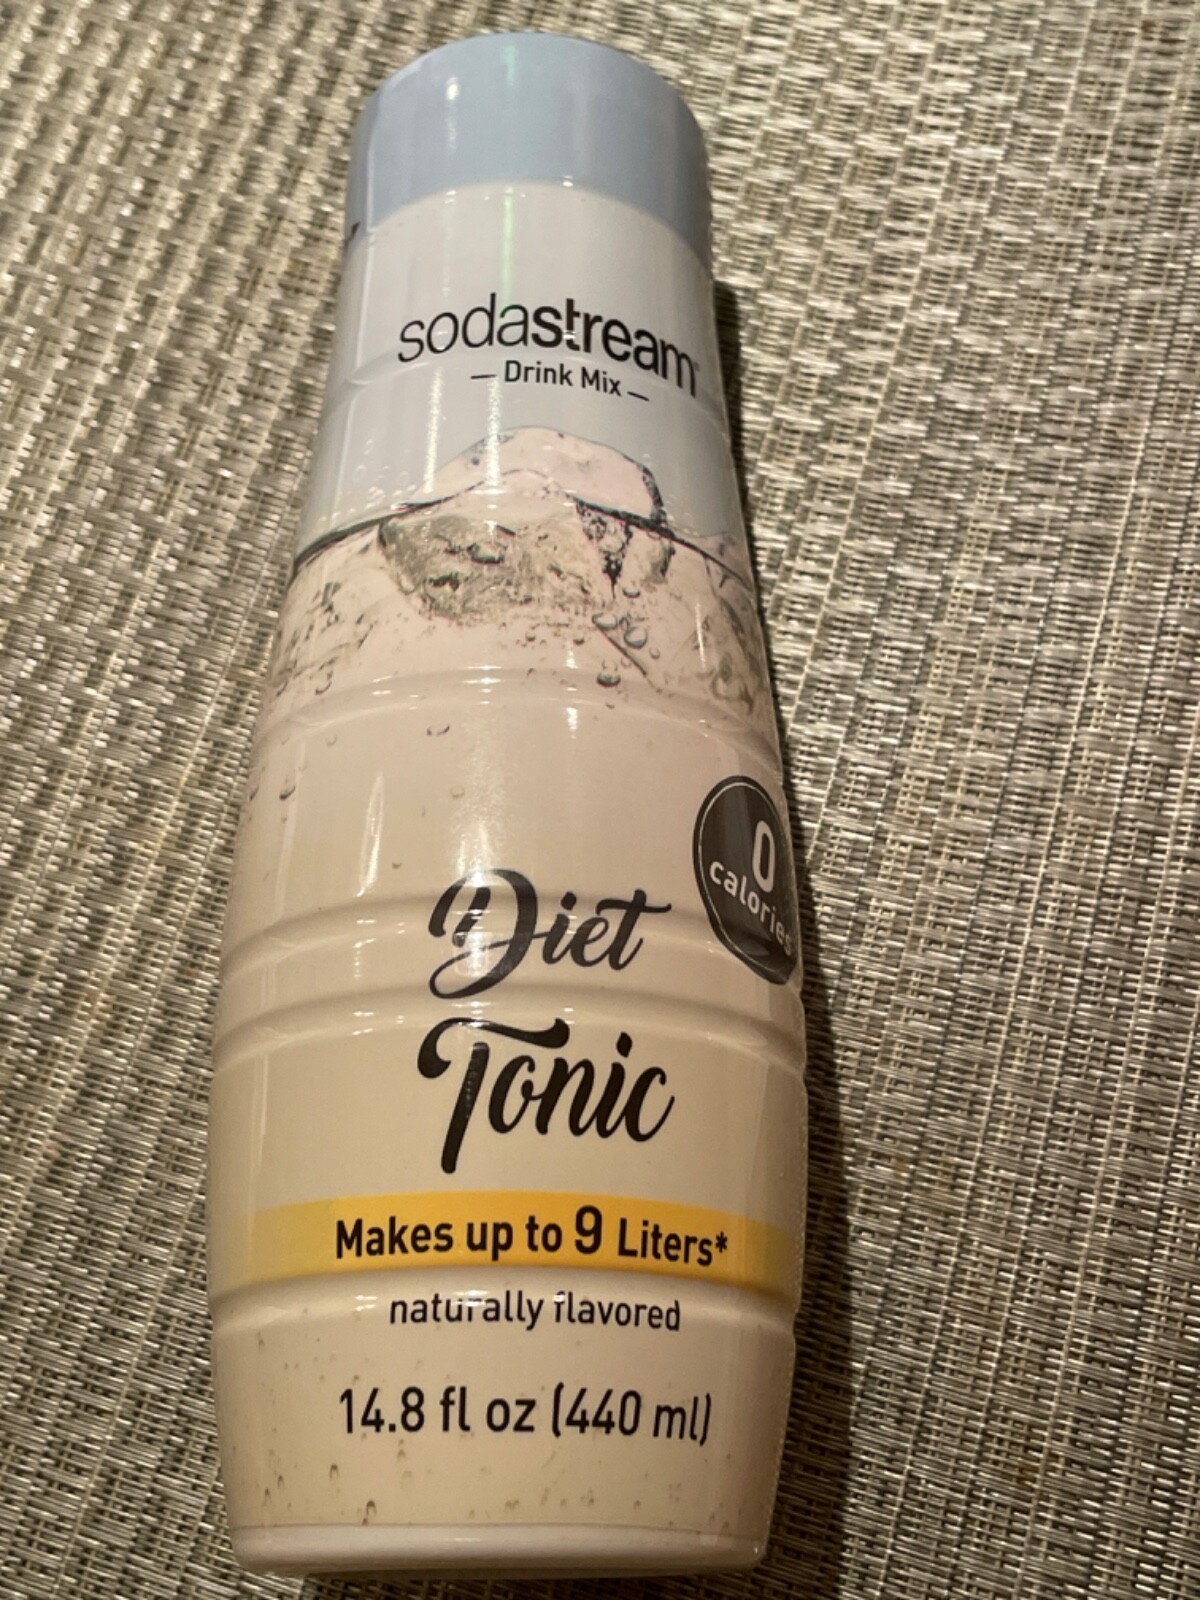 sodastream
— Drink Mix —
0
calories
Diet
Tonic
Makes up to 9 Liters*
naturally flavored
14.8 fl oz (440 ml)